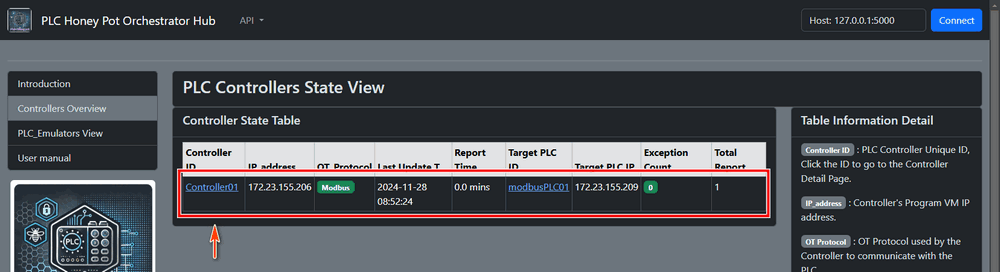 PLC Honey Pot Orchestrator Hub
API
Host: 127.0.0.1:5000
Connect
Introduction
Controllers Overview
PLC_Emulators View
User manual
PLC
PLC Controllers State View
Controller State Table
Controller ID
IP_address
OT_Protocol
Last Update T
Report Time
Target PLC ID
Target PLC IP
Exception Count
Total Report
Controller01
172.23.155.206
Modbus
2024-11-28
08:52:24
0.0 mins
modbusPLC01
172.23.155.209
0
1
Table Information Detail
Controller ID : PLC Controller Unique ID,
Click the ID to go to the Controller
Detail Page.
IP_address : Controller's Program VM IP
address.
OT Protocol : OT Protocol used by the
Controller to communicate with the
PLC